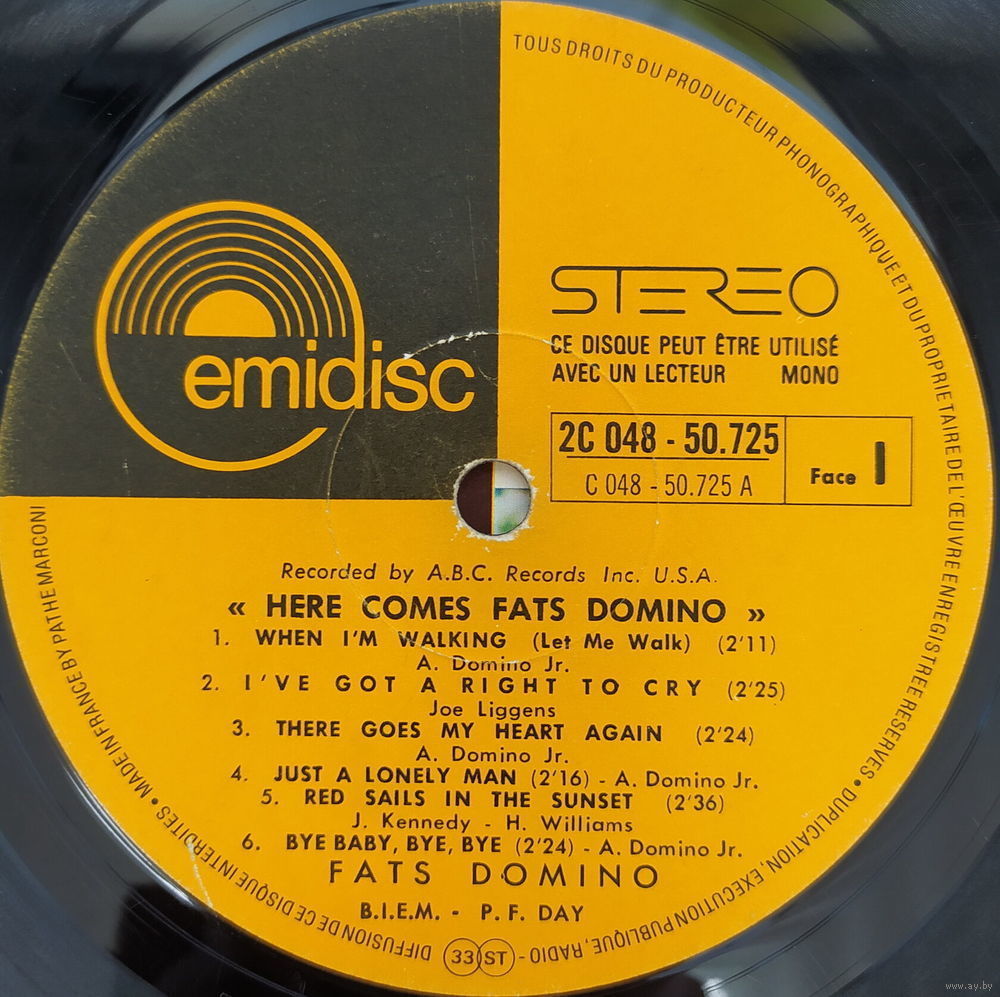 TOUS DROITS DU PRODUCTEUR PHONOGRAPHIQUE ET DU PROPRIETAIRE DE L'ŒUVRE ENREGISTREE RESERVES • DUPLICATION, EXECUTION PUBLIQUE, RADIO - DIFFUSION DE CE DISQUE INTERDITES • MADE IN FRANCE BY PATHE MARCONI
emidisc
STEREO
CE DISQUE PEUT ÊTRE UTILISÉ
AVEC UN LECTEUR MONO
2C 048 - 50.725
C 048 - 50.725 A
Face 1
Recorded by A.B.C. Records Inc. U.S.A.
« HERE COMES FATS DOMINO »
1. WHEN I'M WALKING (Let Me Walk) (2'11)
A. Domino Jr.
2. I'VE GOT A RIGHT TO CRY (2'25)
Joe Liggens
3. THERE GOES MY HEART AGAIN (2'24)
A. Domino Jr.
4. JUST A LONELY MAN (2'16) - A. Domino Jr.
5. RED SAILS IN THE SUNSET (2'36)
J. Kennedy - H. Williams
6. BYE BABY, BYE, BYE (2'24) - A. Domino Jr.
FATS DOMINO
B.I.E.M. - P. F. DAY
33 ST
www.ay.by